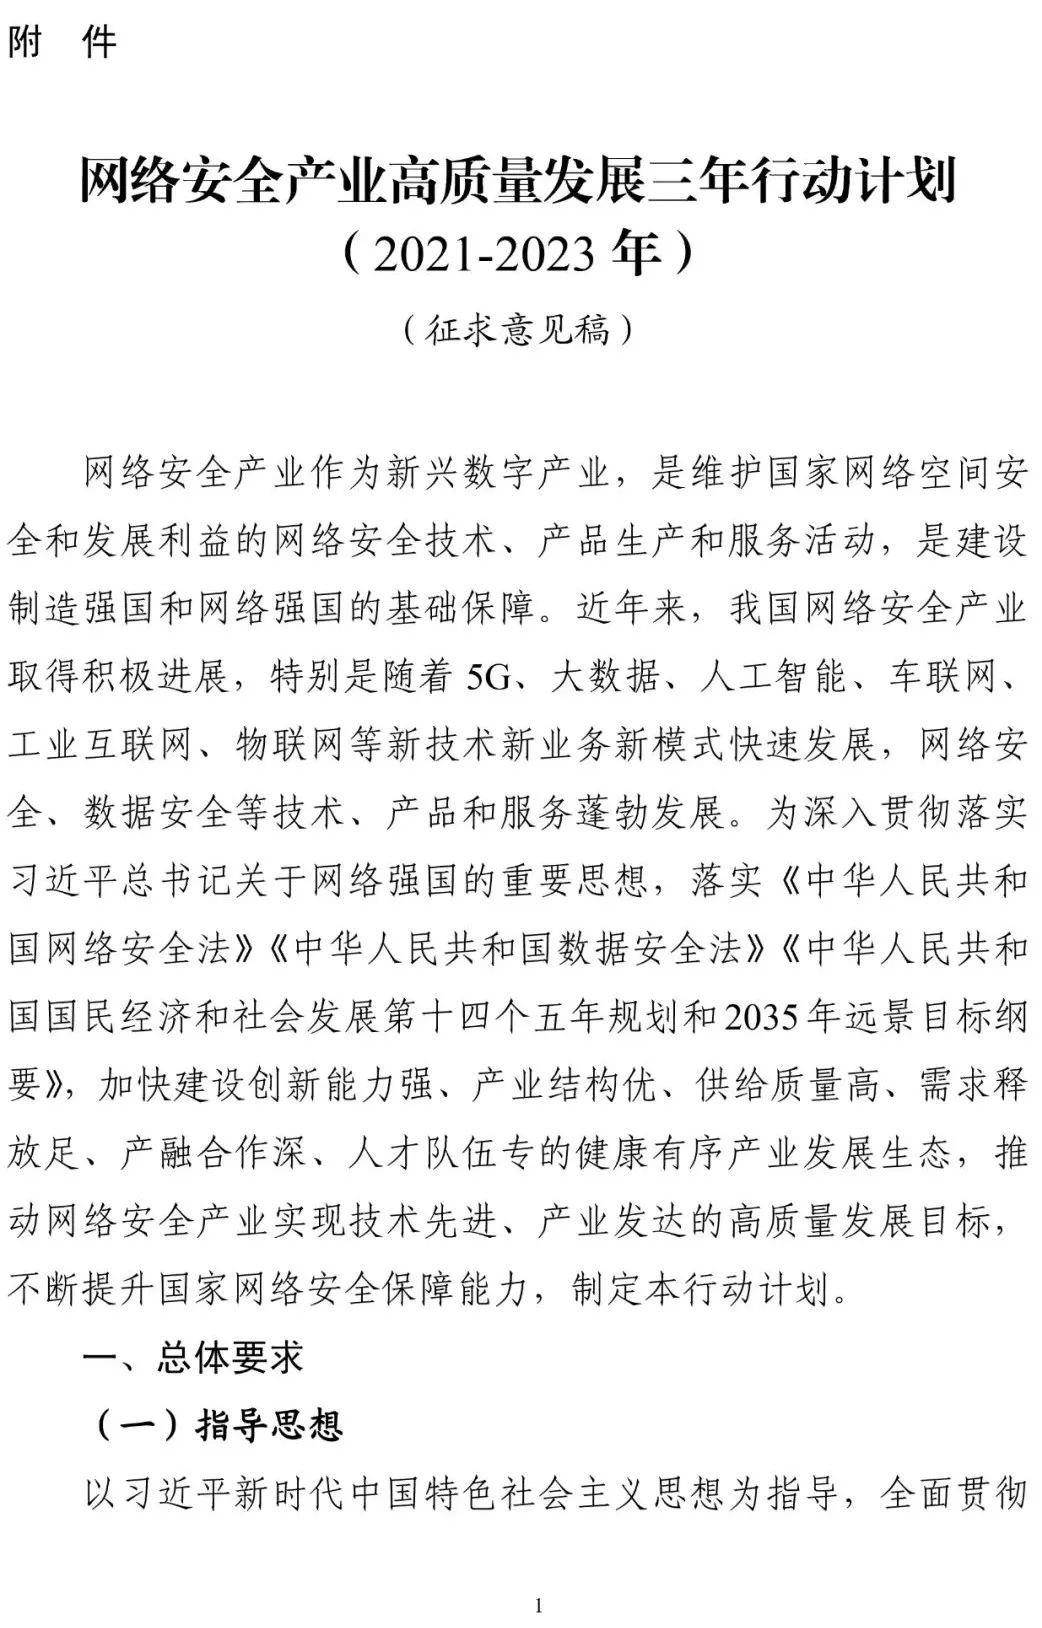 附　件
网络安全产业高质量发展三年行动计划
（2021-2023 年）
（征求意见稿）
网络安全产业作为新兴数字产业，是维护国家网络空间安
全和发展利益的网络安全技术、产品生产和服务活动，是建设
制造强国和网络强国的基础保障。近年来，我国网络安全产业
取得积极进展，特别是随着 5G、大数据、人工智能、车联网、
工业互联网、物联网等新技术新业务新模式快速发展，网络安
全、数据安全等技术、产品和服务蓬勃发展。为深入贯彻落实
习近平总书记关于网络强国的重要思想，落实《中华人民共和
国网络安全法》《中华人民共和国数据安全法》《中华人民共和
国国民经济和社会发展第十四个五年规划和 2035 年远景目标纲
要》，加快建设创新能力强、产业结构优、供给质量高、需求释
放足、产融合作深、人才队伍专的健康有序产业发展生态，推
动网络安全产业实现技术先进、产业发达的高质量发展目标，
不断提升国家网络安全保障能力，制定本行动计划。
一、总体要求
（一）指导思想
以习近平新时代中国特色社会主义思想为指导，全面贯彻
1